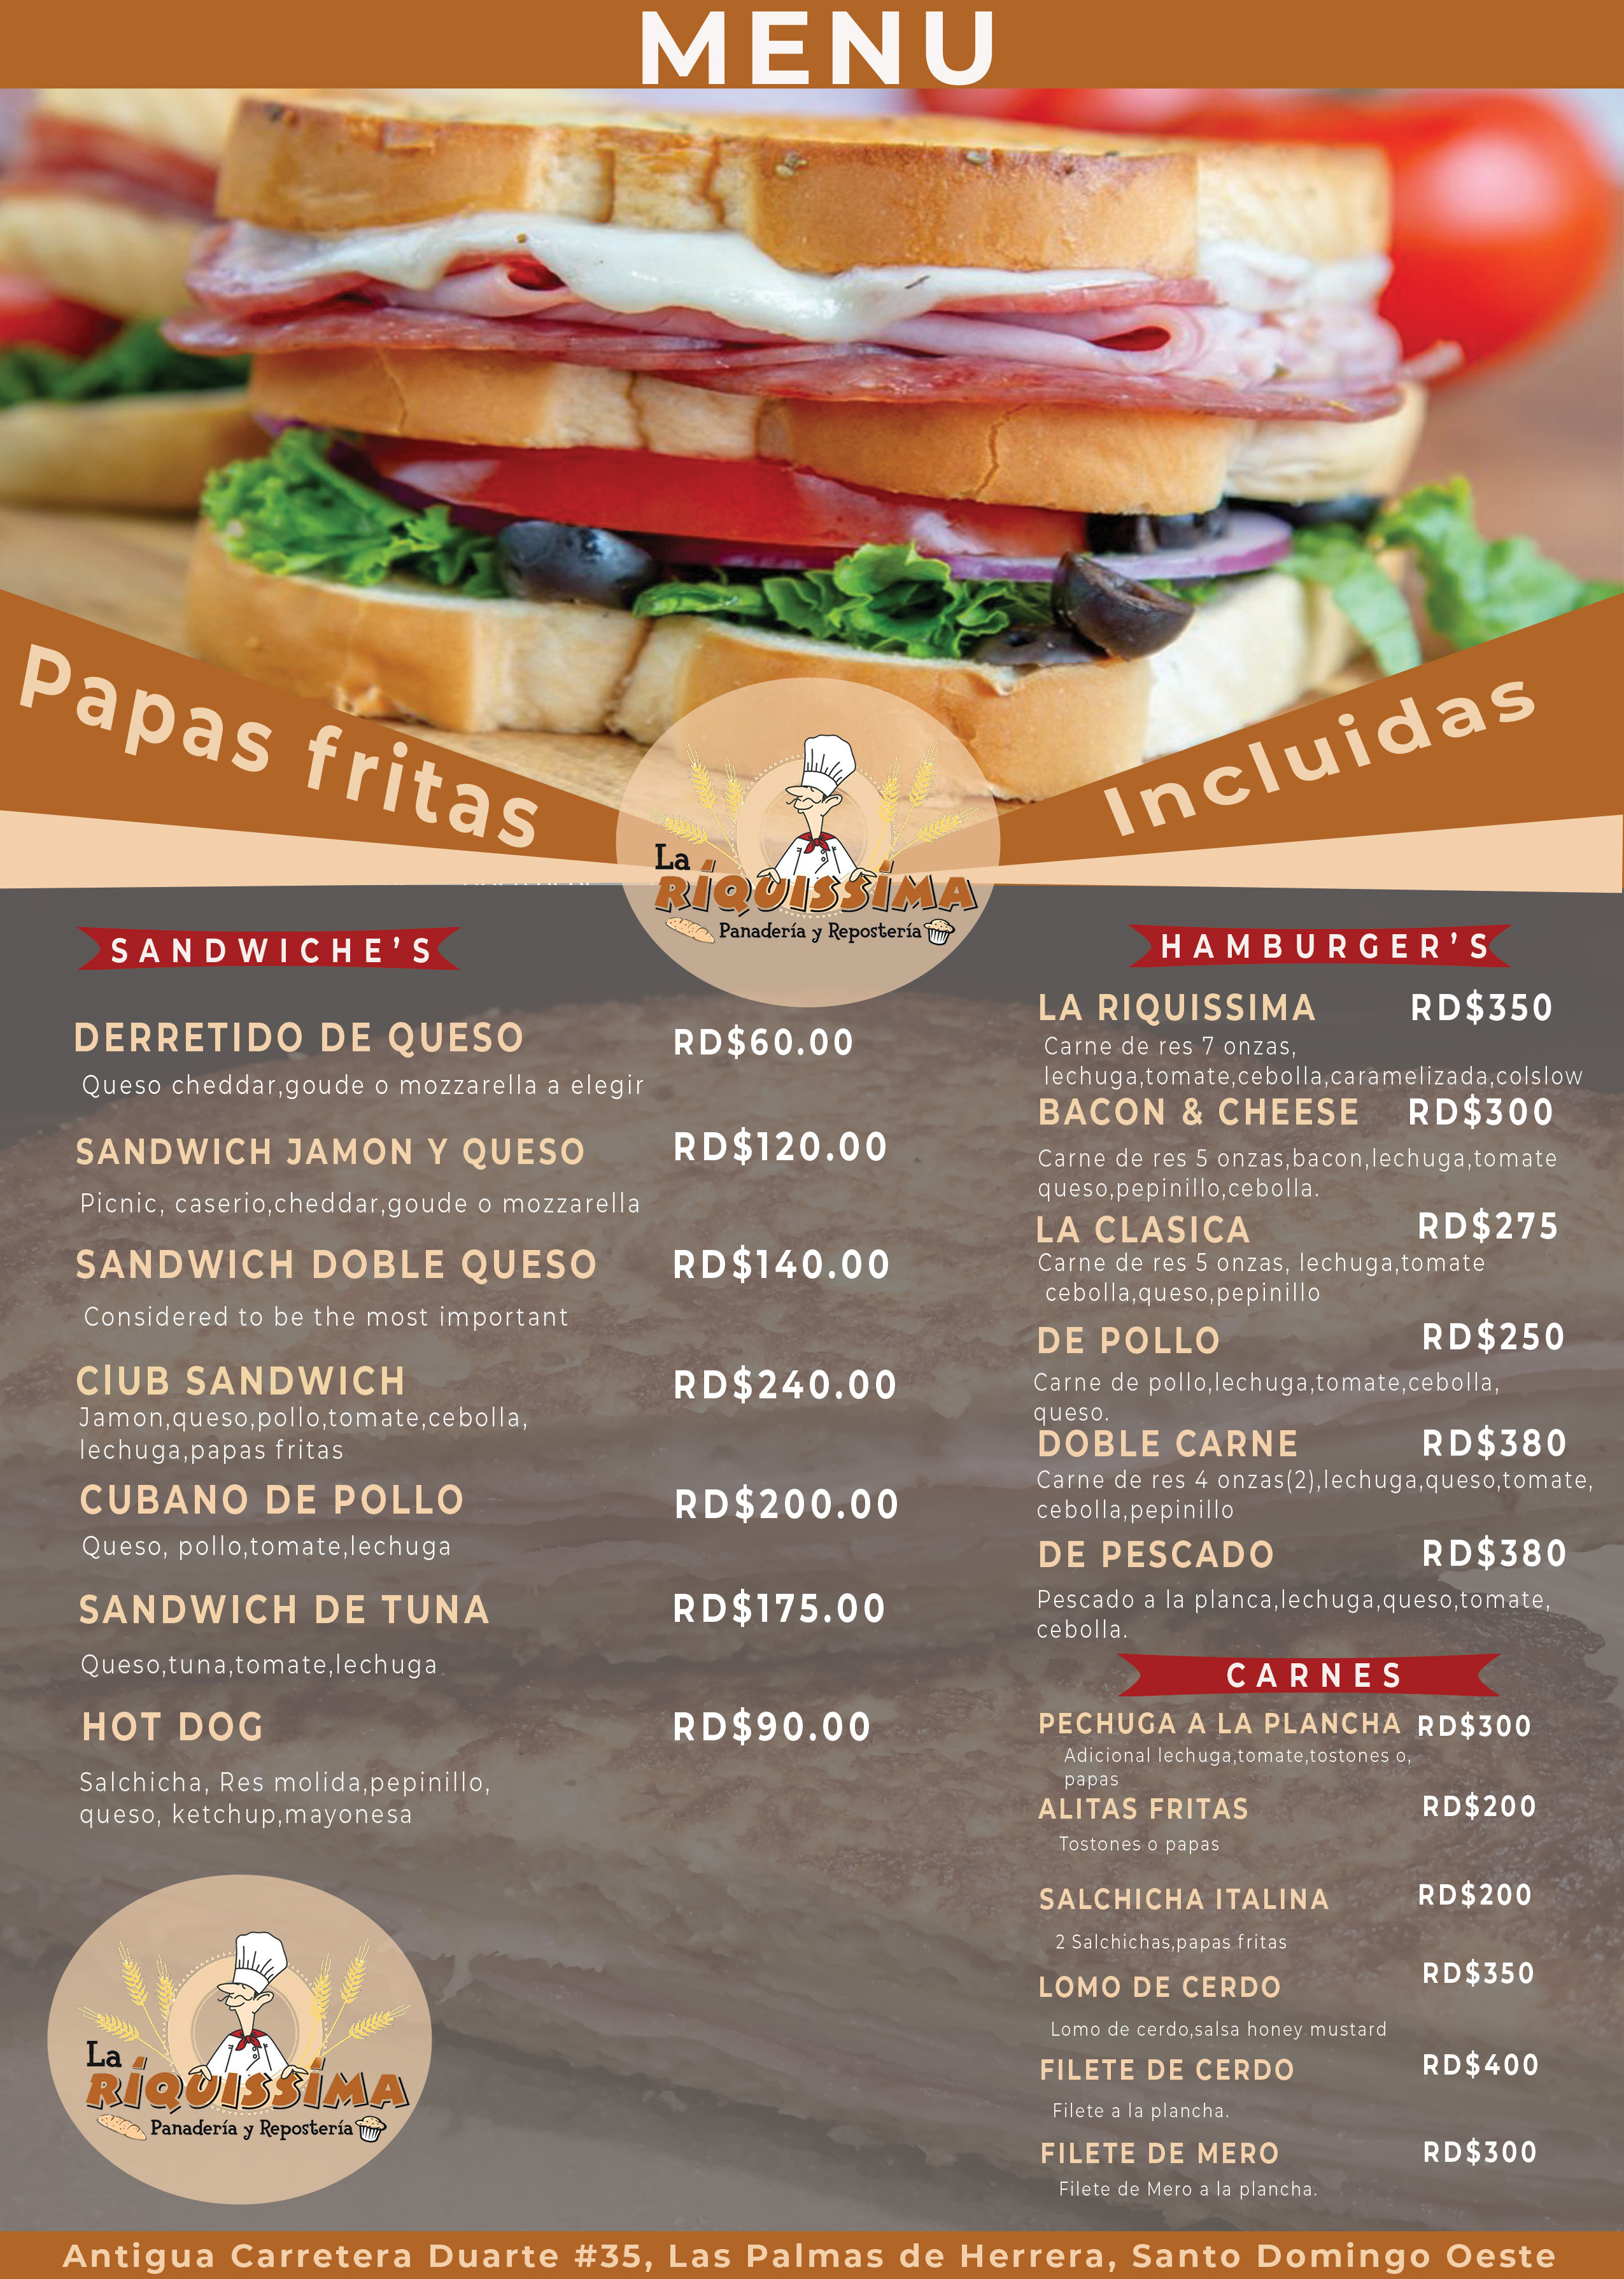 MENU
Papas fritas
Incluidas
La
RIQUISSIMA
Panadería y Repostería
SANDWICHE'S
DERRETIDO DE QUESO RD$60.00
Queso cheddar,goude o mozzarella a elegir
SANDWICH JAMON Y QUESO RD$120.00
Picnic, caserio,cheddar,goude o mozzarella
SANDWICH DOBLE QUESO RD$140.00
Considered to be the most important
ClUB SANDWICH RD$240.00
Jamon,queso,pollo,tomate,cebolla,
lechuga,papas fritas
CUBANO DE POLLO RD$200.00
Queso, pollo,tomate,lechuga
SANDWICH DE TUNA RD$175.00
Queso,tuna,tomate,lechuga
HOT DOG RD$90.00
Salchicha, Res molida,pepinillo,
queso, ketchup,mayonesa
La
RIQUISSIMA
Panadería y Repostería
HAMBURGER'S
LA RIQUISSIMA RD$350
Carne de res 7 onzas,
lechuga,tomate,cebolla,caramelizada,colslow
BACON & CHEESE RD$300
Carne de res 5 onzas,bacon,lechuga,tomate
queso,pepinillo,cebolla.
LA CLASICA RD$275
Carne de res 5 onzas, lechuga,tomate
cebolla,queso,pepinillo
DE POLLO RD$250
Carne de pollo,lechuga,tomate,cebolla,
queso.
DOBLE CARNE RD$380
Carne de res 4 onzas(2),lechuga,queso,tomate,
cebolla,pepinillo
DE PESCADO RD$380
Pescado a la planca,lechuga,queso,tomate,
cebolla.
CARNES
PECHUGA A LA PLANCHA RD$300
Adicional lechuga,tomate,tostones o,
papas
ALITAS FRITAS RD$200
Tostones o papas
SALCHICHA ITALINA RD$200
2 Salchichas,papas fritas
LOMO DE CERDO RD$350
Lomo de cerdo,salsa honey mustard
FILETE DE CERDO RD$400
Filete a la plancha.
FILETE DE MERO RD$300
Filete de Mero a la plancha.
Antigua Carretera Duarte #35, Las Palmas de Herrera, Santo Domingo Oeste